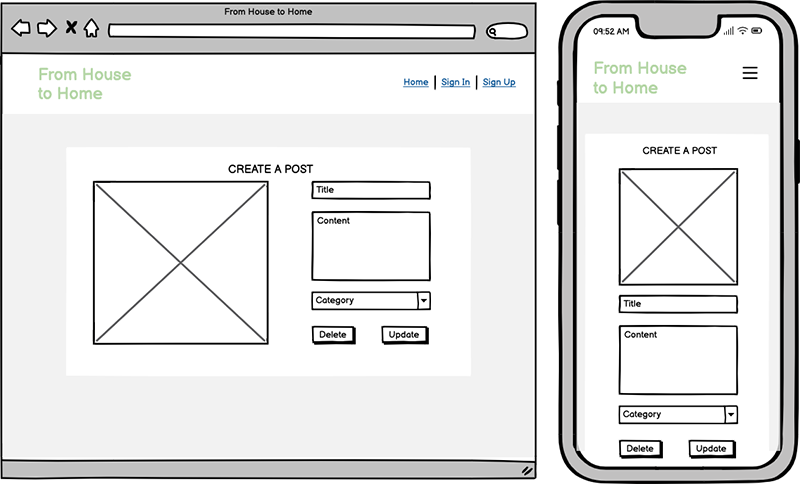 From House to Home
From House
to Home
Home | Sign In | Sign Up
CREATE A POST
Title
Content
Category
Delete Update
09:52 AM
From House
to Home
CREATE A POST
Title
Content
Category
Delete Update